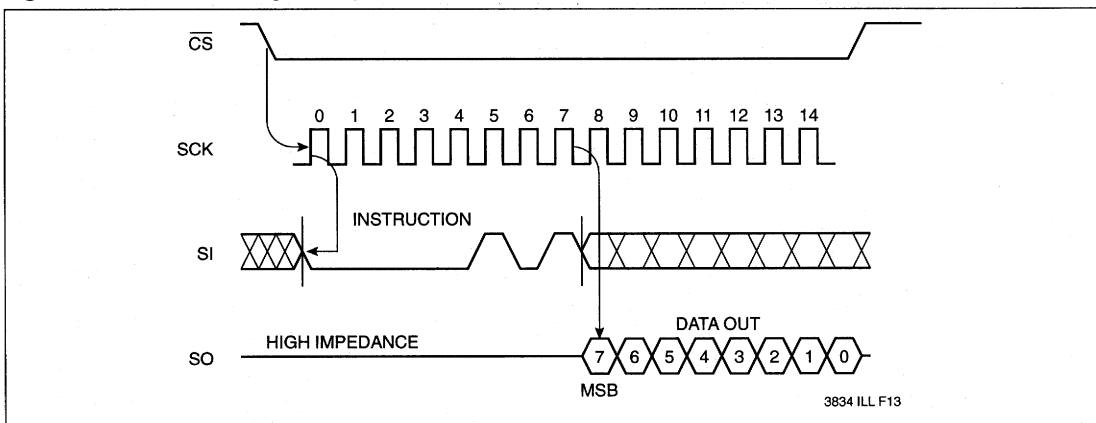 CS
0 1 2 3 4 5 6 7 8 9 10 11 12 13 14
SCK
INSTRUCTION
SI
DATA OUT
HIGH IMPEDANCE
SO
7 6 5 4 3 2 1 0
MSB
3834 ILL F13